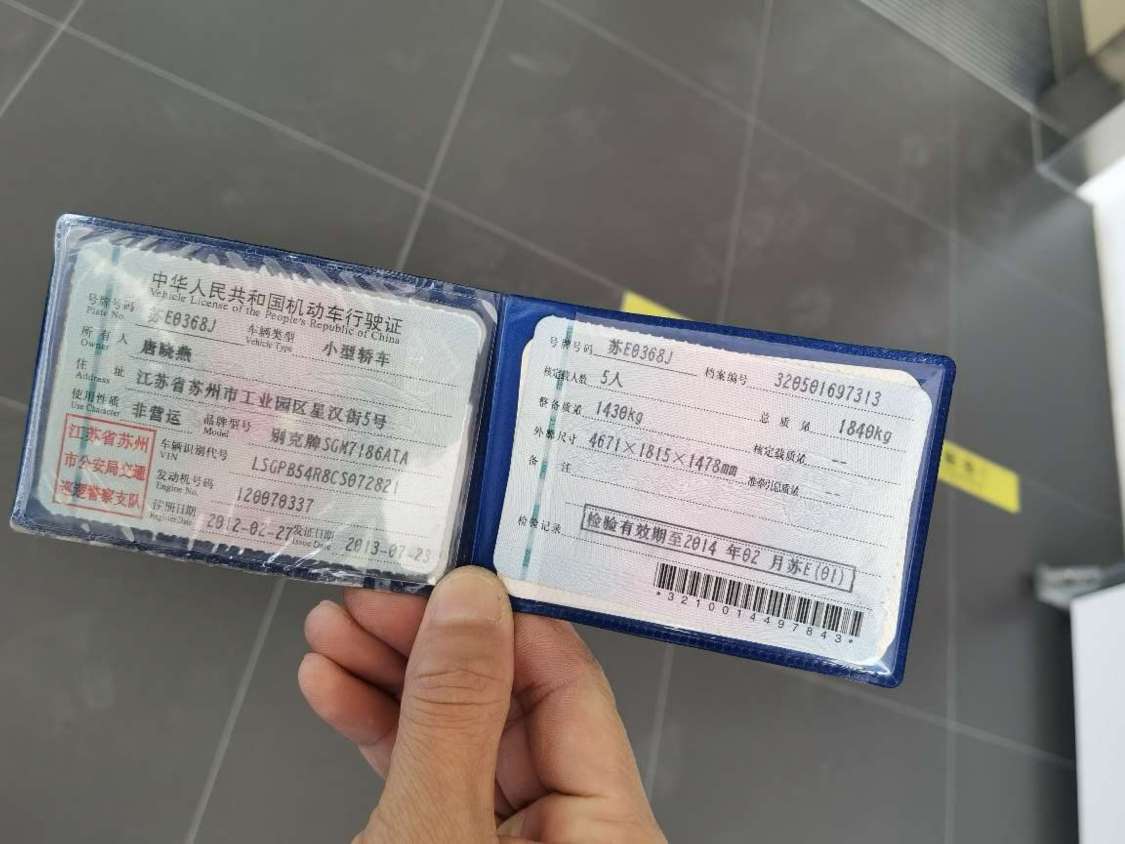 中华人民共和国机动车行驶证
Vehicle License of the People's Republic of China
号牌号码 苏E0368J 车辆类型 小型轿车
Plate No. Vehicle Type
所有人 唐晓燕
Owner
住址 江苏省苏州市工业园区星汉街5号
Address
使用性质 非营运 品牌型号 别克牌SGM7186ATA
Use Character Model
江苏省苏州
市公安局交通
巡逻警察支队
车辆识别代号 LSGPB54R8CS072821
VIN
发动机号码 120070337
Engine No.
注册日期 2012-02-27 发证日期 2013-07-23
Register Date Issue Date
号牌号码 苏E0368J 档案编号 320501697313
核定载人数 5人 总质量 1840kg
整备质量 1430kg 核定载质量 --
外廓尺寸 4671×1815×1478mm 准牵引总质量 --
备注
检验记录 检验有效期至2014 年02 月苏E(01)
*3210014497843*